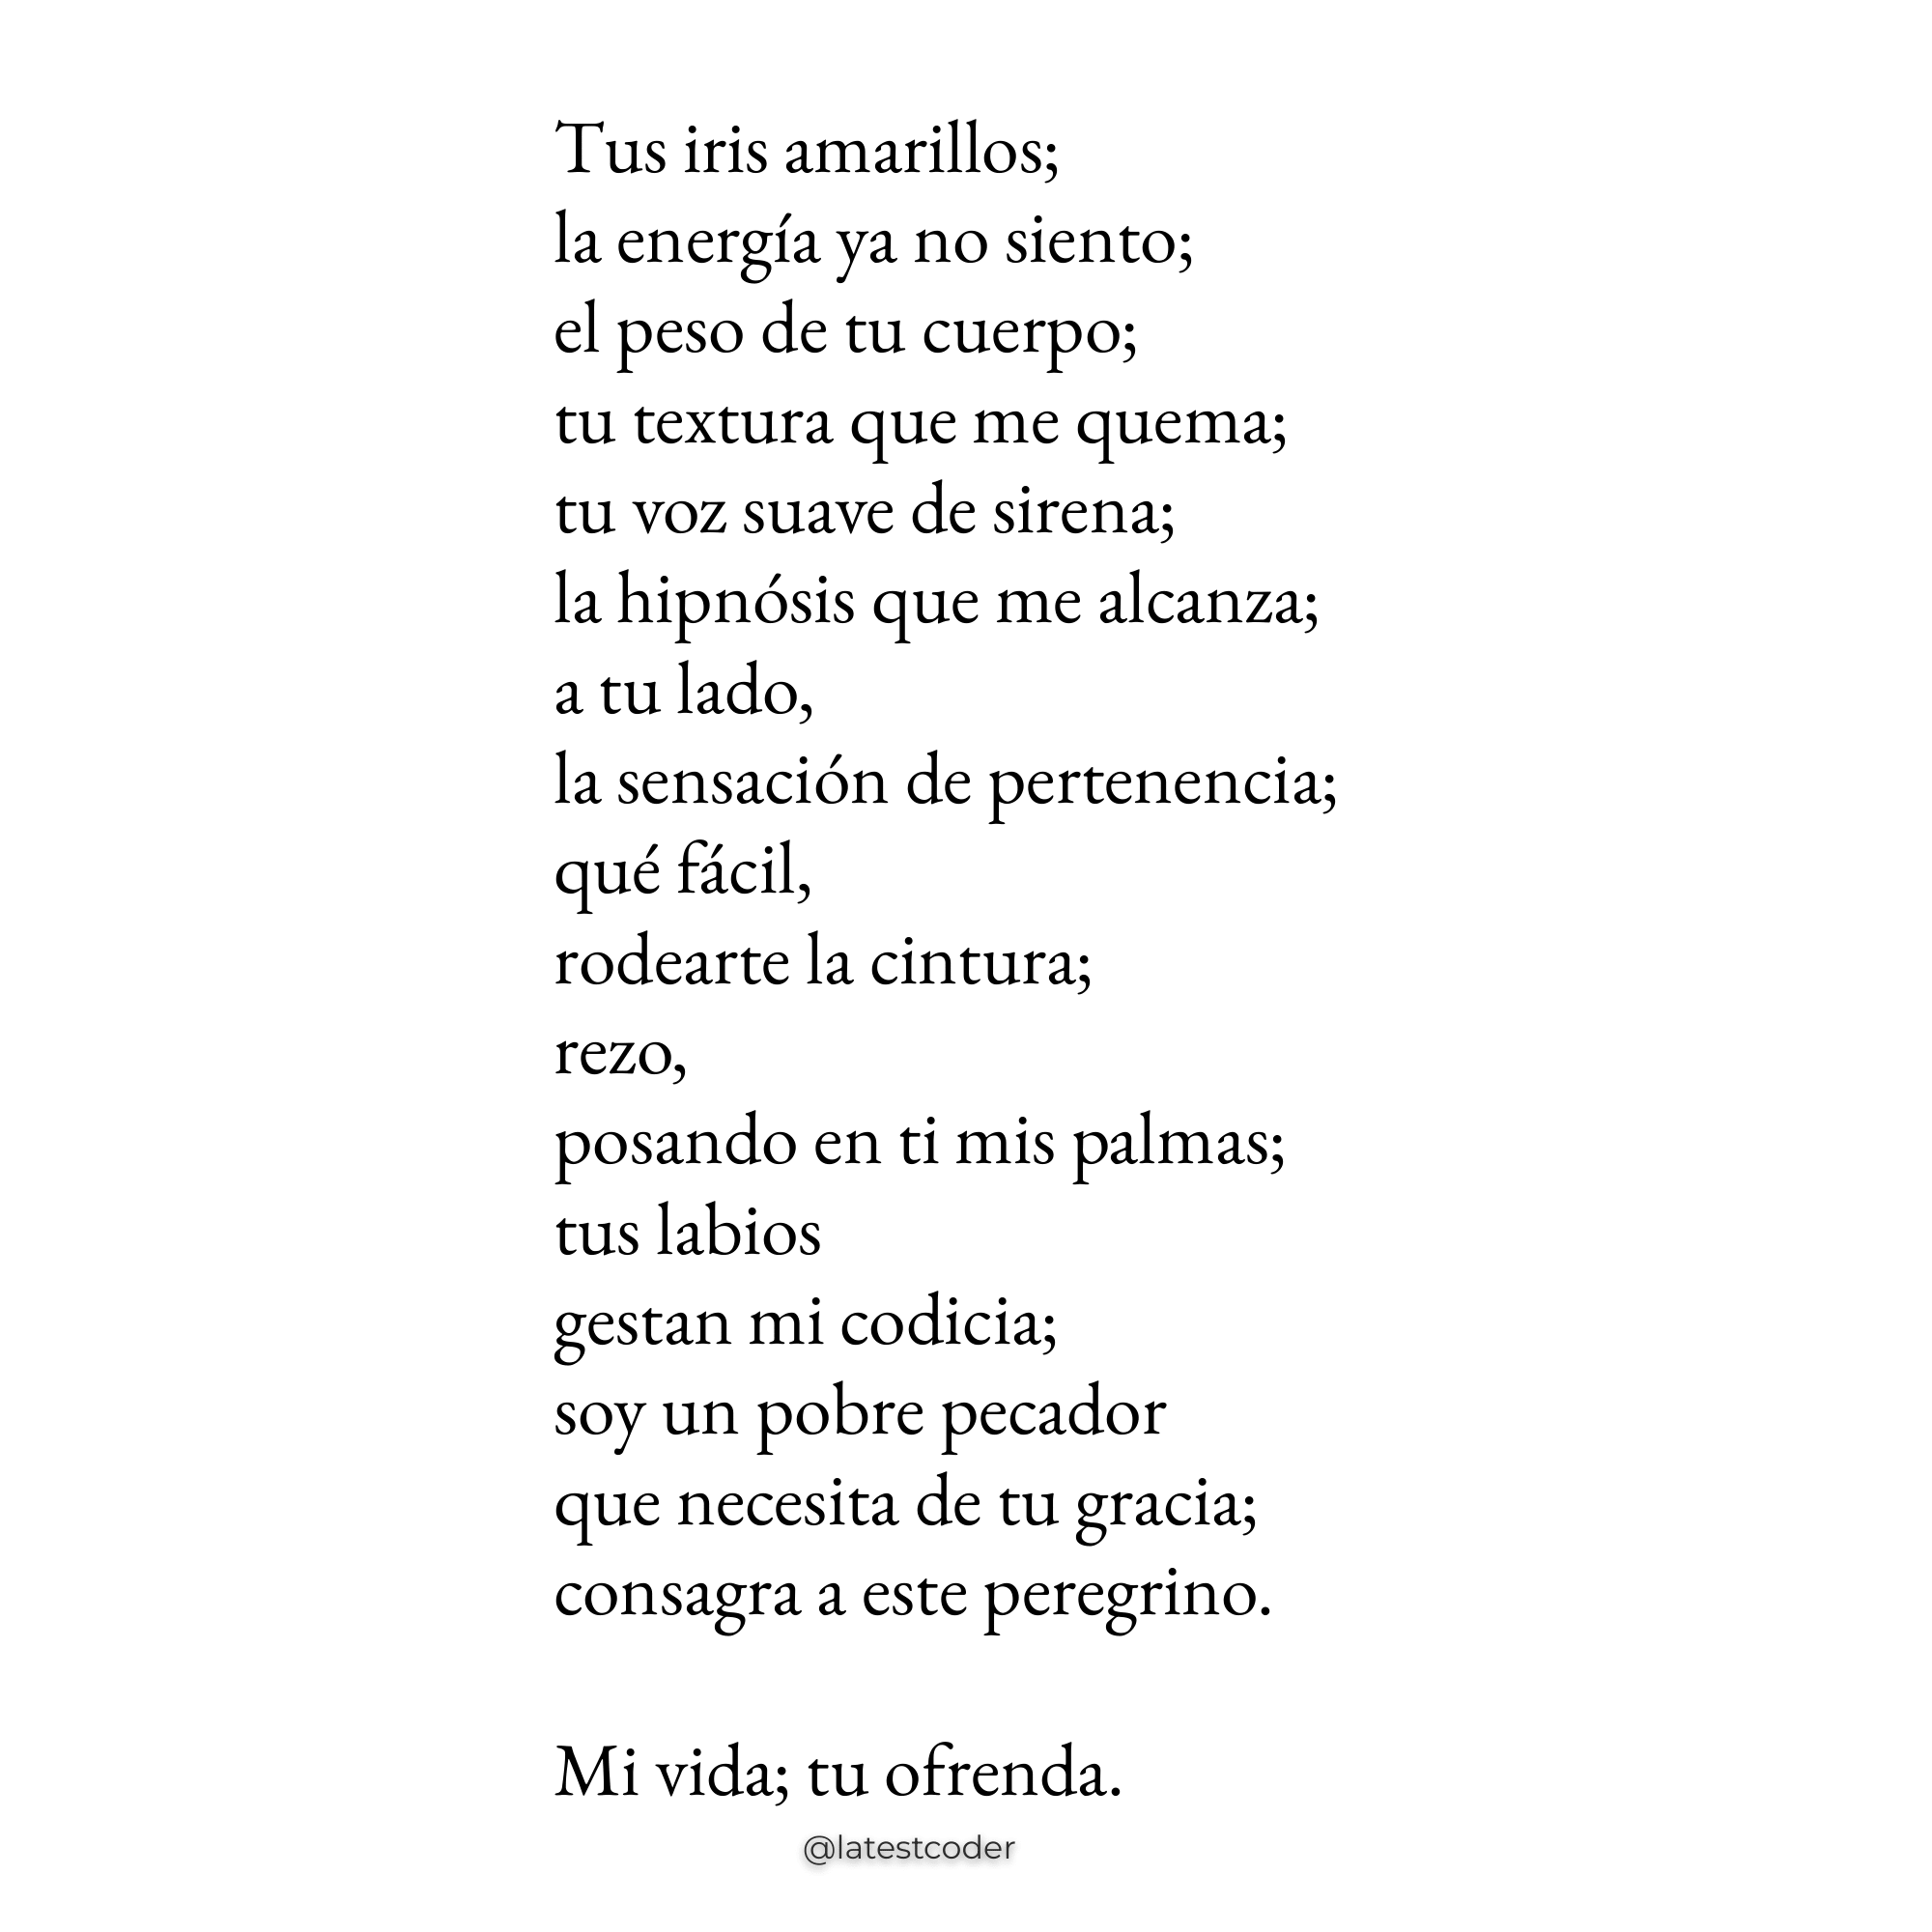 Tus iris amarillos;
la energía ya no siento;
el peso de tu cuerpo;
tu textura que me quema;
tu voz suave de sirena;
la hipnósis que me alcanza;
a tu lado,
la sensación de pertenencia;
qué fácil,
rodearte la cintura;
rezo,
posando en ti mis palmas;
tus labios
gestan mi codicia;
soy un pobre pecador
que necesita de tu gracia;
consagra a este peregrino.
Mi vida; tu ofrenda.
@latestcoder